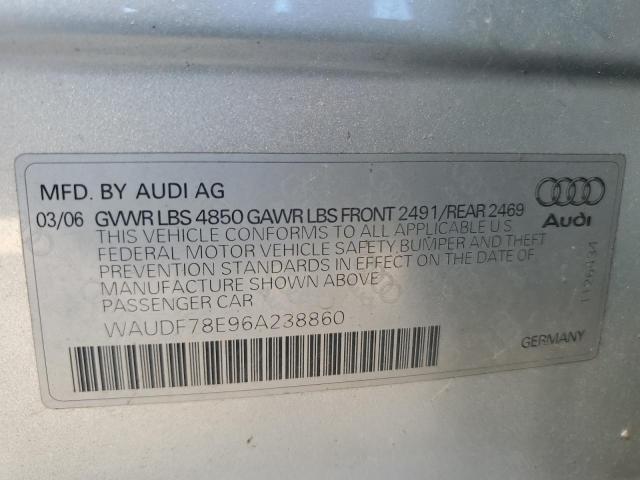 MFD. BY AUDI AG
03/06 GVWR LBS 4850 GAWR LBS FRONT 2491/REAR 2469
THIS VEHICLE CONFORMS TO ALL APPLICABLE U S
FEDERAL MOTOR VEHICLE SAFETY,BUMPER AND THEFT
PREVENTION STANDARDS IN EFFECT ON THE DATE OF
MANUFACTURE SHOWN ABOVE
PASSENGER CAR
WAUDF78E96A238860
Audi
GERMANY